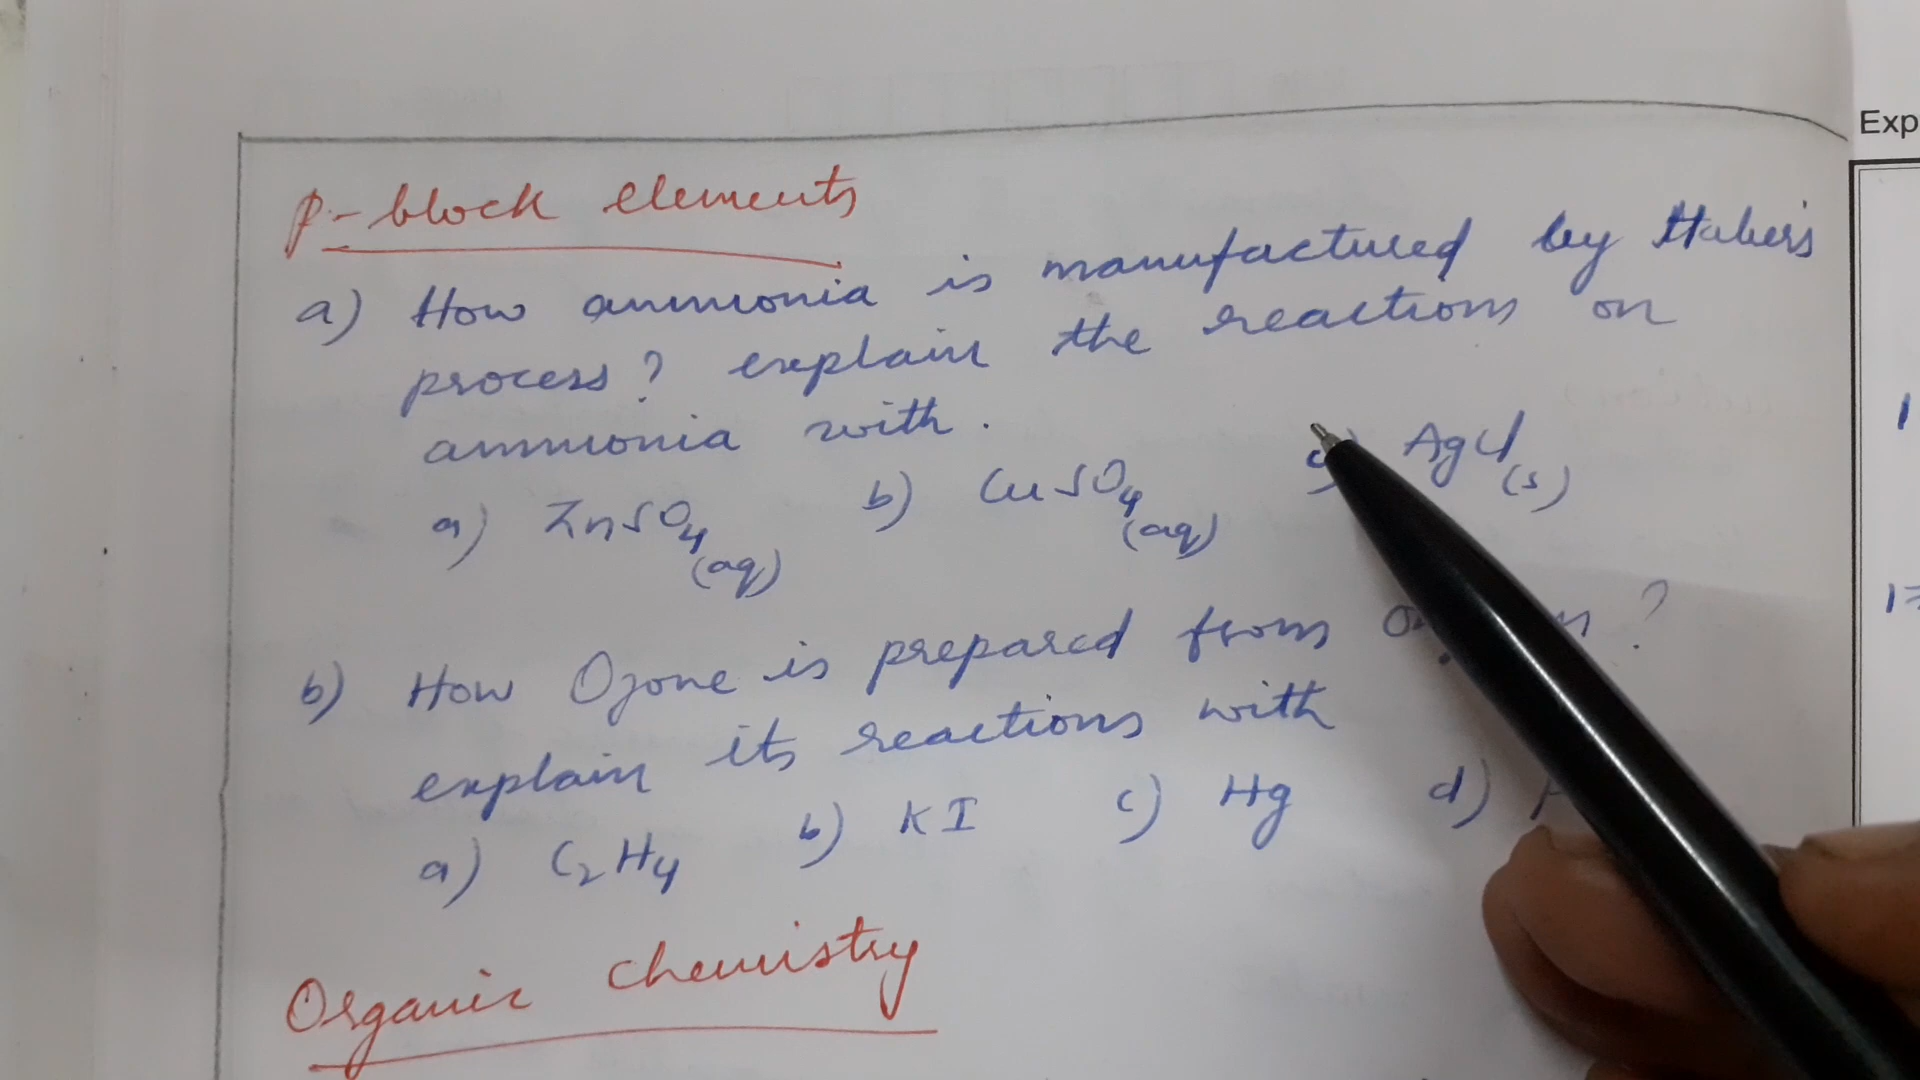 p-block elements
a) How ammonia is manufactured by Haber's
process? explain the reactions on
ammonia with.
a) ZnSO4(aq) b) CuSO4(aq) c) AgCl(s)
b) How Ozone is prepared from ?
explain its reactions with
a) C2H4 b) KI c) Hg d)
Organic chemistry
Exp